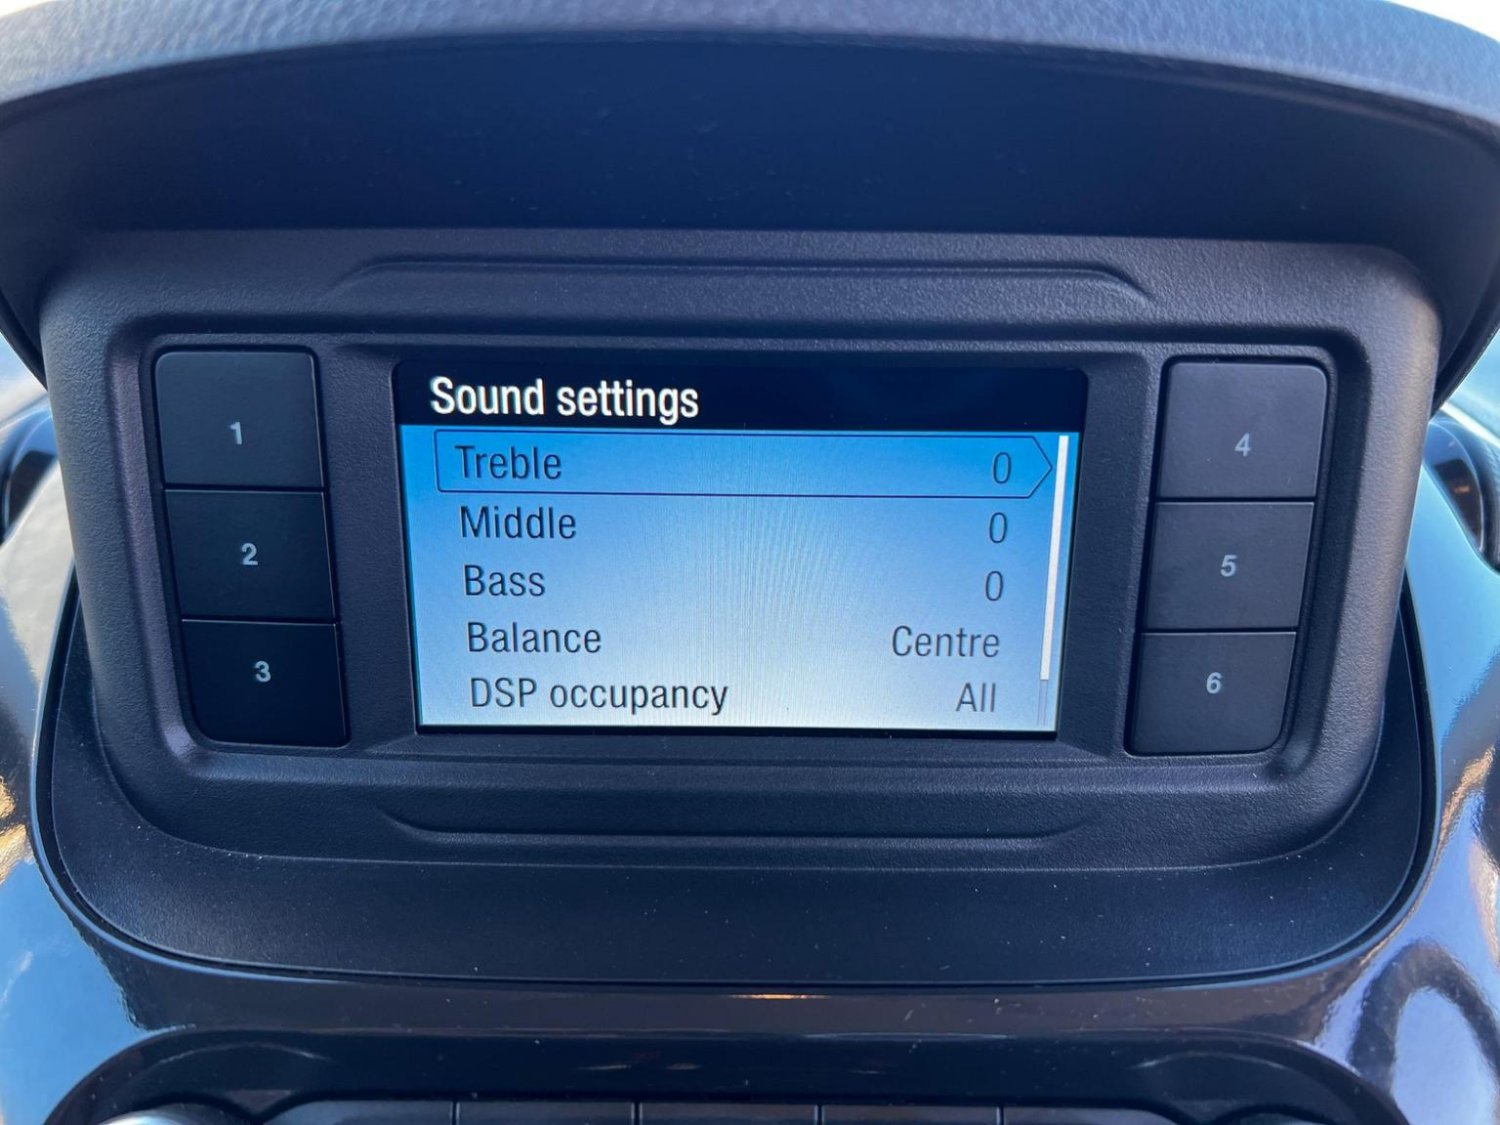 Sound settings
Treble 0
Middle 0
Bass 0
Balance Centre
DSP occupancy All
1
2
3
4
5
6